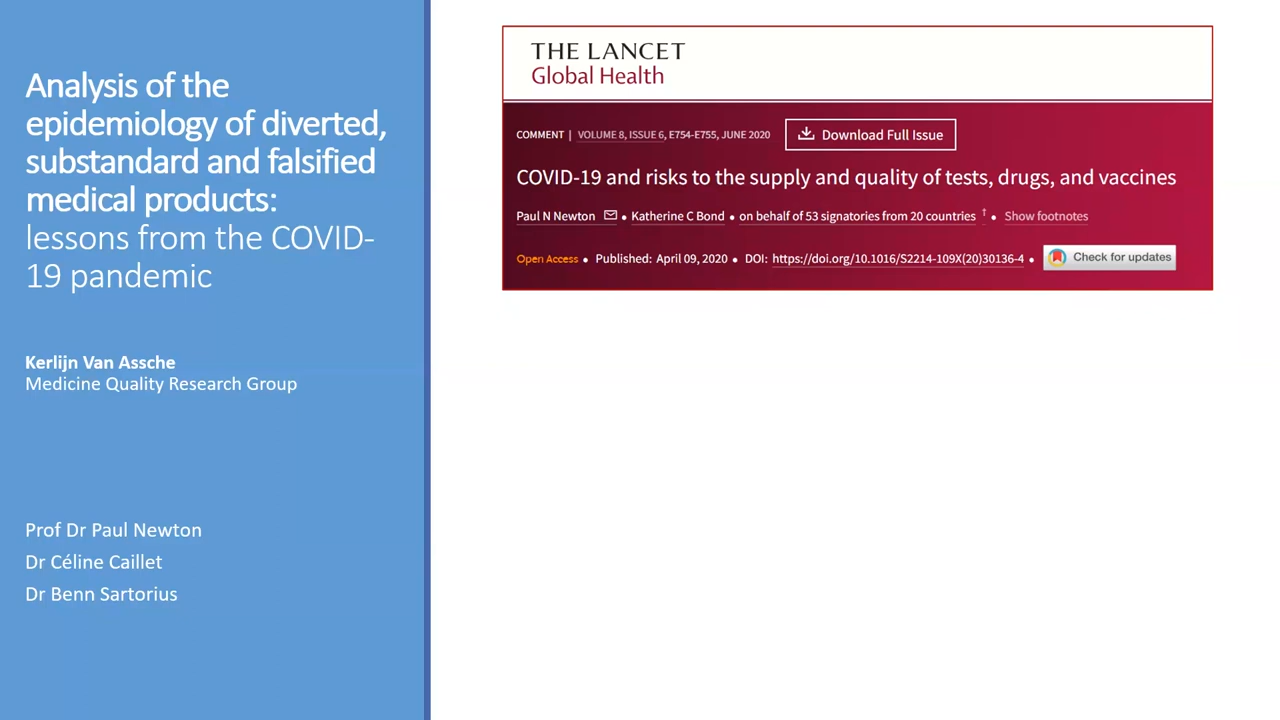 Analysis of the
epidemiology of diverted,
substandard and falsified
medical products:
lessons from the COVID-
19 pandemic
Kerlijn Van Assche
Medicine Quality Research Group
Prof Dr Paul Newton
Dr Céline Caillet
Dr Benn Sartorius
THE LANCET
Global Health
COMMENT | VOLUME 8, ISSUE 6, E754-E755, JUNE 2020 Download Full Issue
COVID-19 and risks to the supply and quality of tests, drugs, and vaccines
Paul N Newton • Katherine C Bond • on behalf of 53 signatories from 20 countries † • Show footnotes
Open Access • Published: April 09, 2020 • DOI: https://doi.org/10.1016/S2214-109X(20)30136-4 • Check for updates